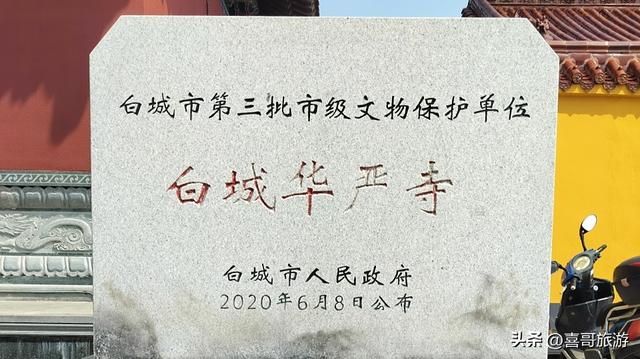 白城市第三批市级文物保护单位
白城华严寺
白城市人民政府
2020年6月8日公布
头条 @喜哥旅游